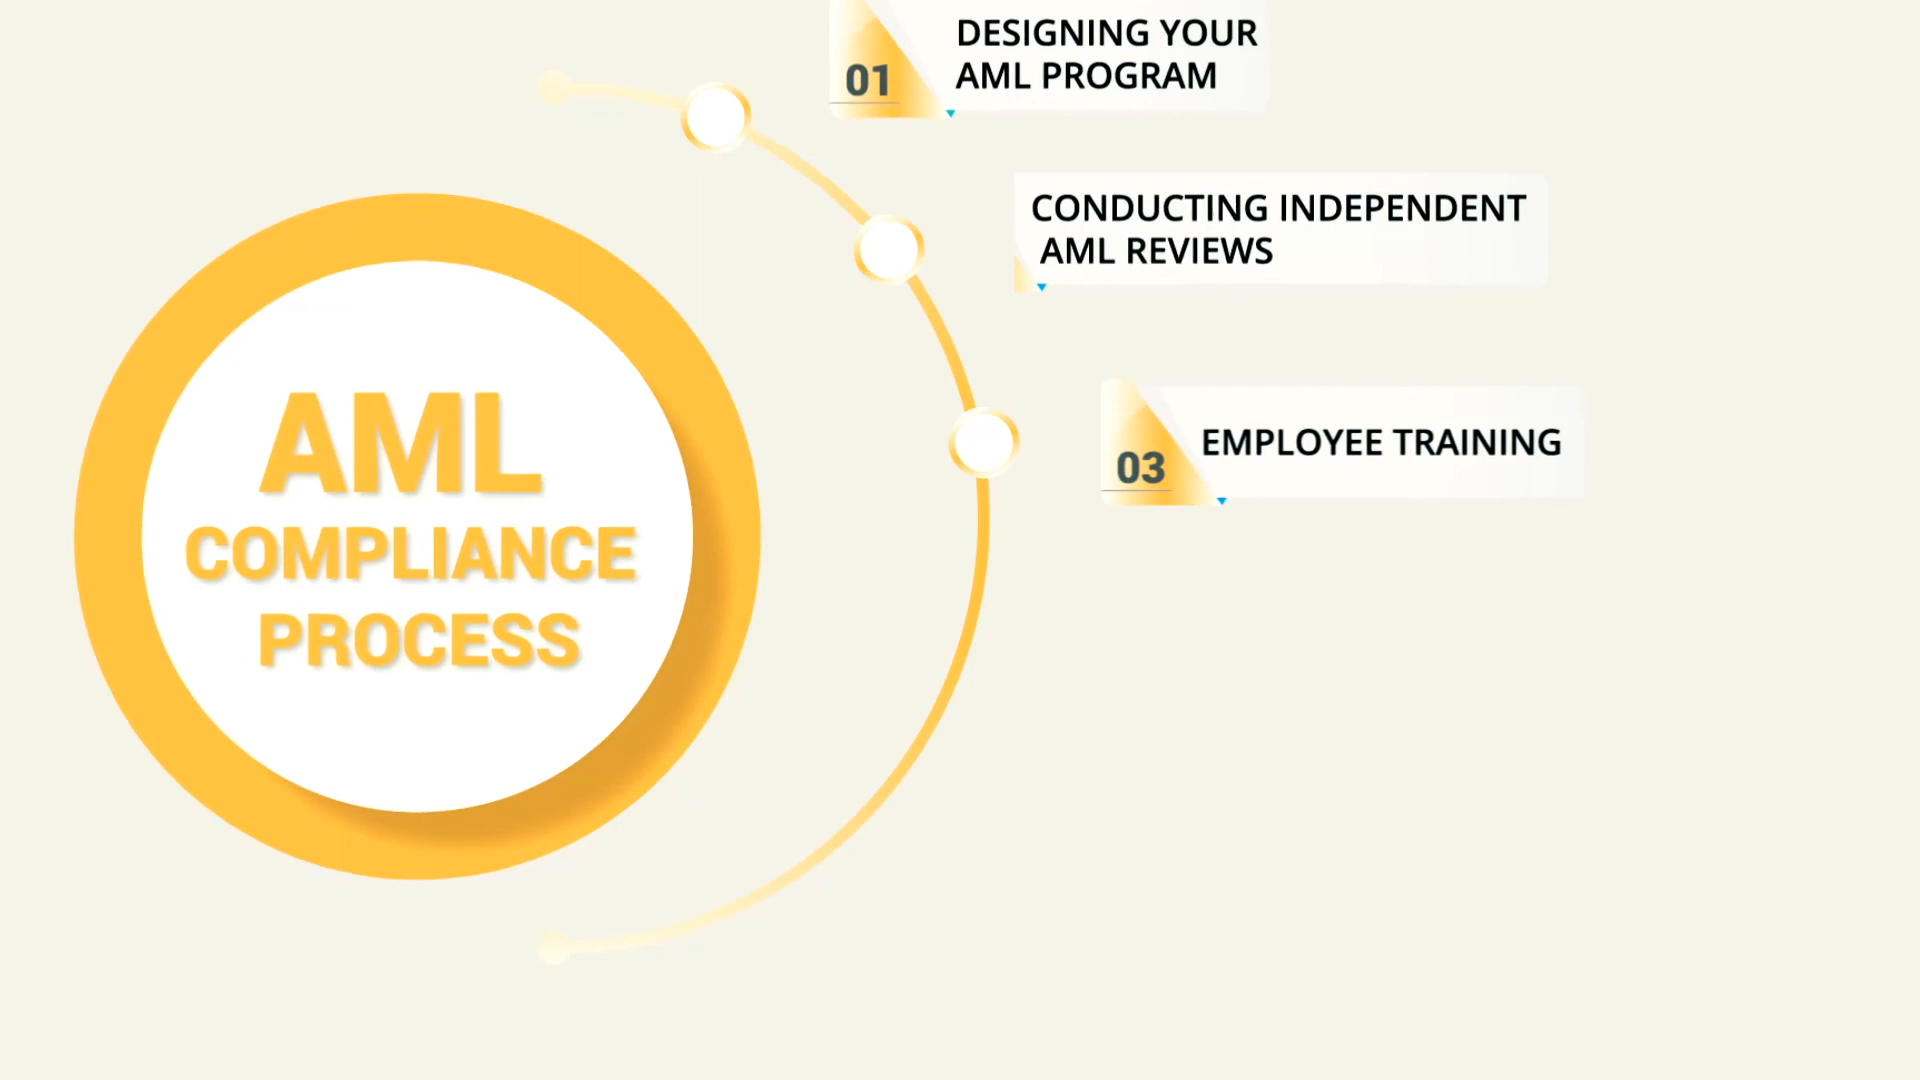 AML
COMPLIANCE
PROCESS
01
DESIGNING YOUR
AML PROGRAM
CONDUCTING INDEPENDENT
AML REVIEWS
03
EMPLOYEE TRAINING